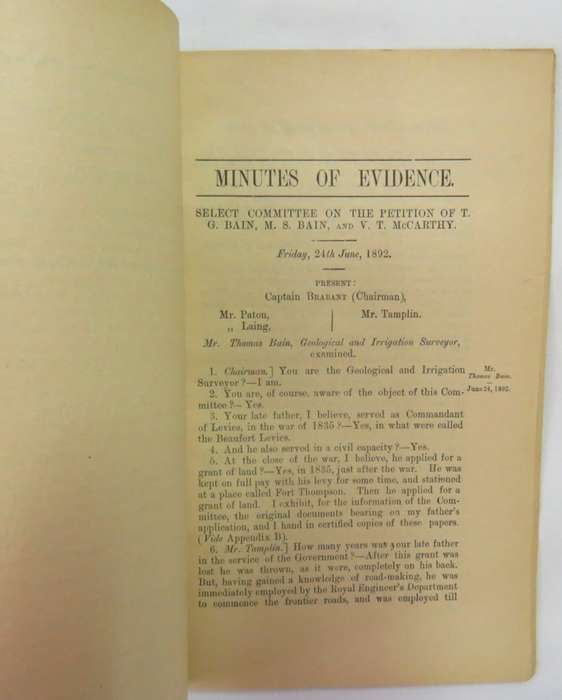 MINUTES OF EVIDENCE.
SELECT COMMITTEE ON THE PETITION OF T.
G. BAIN, M. S. BAIN, AND V. T. McCARTHY.
Friday, 24th June, 1892.
PRESENT:
Captain BRABANT (Chairman),
Mr. Paton,
„ Laing,
Mr. Tamplin.
Mr. Thomas Bain, Geological and Irrigation Surveyor,
examined.
1. Chairman.] You are the Geological and Irrigation
Surveyor?—I am.
Mr.
Thomas Bain.
—
June 24, 1892.
2. You are, of course, aware of the object of this Com-
mittee?—Yes.
3. Your late father, I believe, served as Commandant
of Levies, in the war of 1835?—Yes, in what were called
the Beaufort Levies.
4. And he also served in a civil capacity?—Yes.
5. At the close of the war, I believe, he applied for a
grant of land?—Yes, in 1835, just after the war. He was
kept on full pay with his levy for some time, and stationed
at a place called Fort Thompson. Then he applied for a
grant of land. I exhibit, for the information of the Com-
mittee, the original documents bearing on my father's
application, and I hand in certified copies of these papers.
(Vide Appendix B).
6. Mr. Tamplin.] How many years was your late father
in the service of the Government?—After this grant was
lost he was thrown, as it were, completely on his back.
But, having gained a knowledge of road-making, he was
immediately employed by the Royal Engineer's Department
to commence the frontier roads, and was employed till